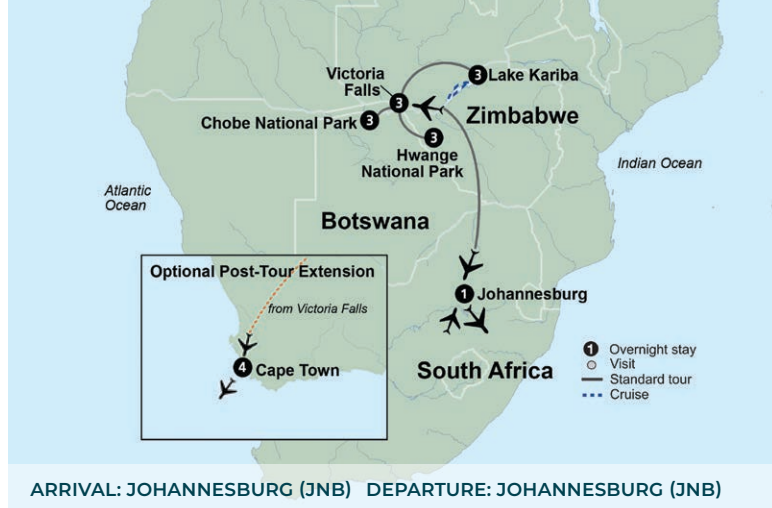 Victoria
Falls
3
Lake Kariba
3
Zimbabwe
Chobe National Park
3
3
Hwange
National Park
Indian Ocean
Atlantic
Ocean
Botswana
Optional Post-Tour Extension
from Victoria Falls
1
Johannesburg
4
Cape Town
South Africa
1 Overnight stay
Visit
Standard tour
Cruise
ARRIVAL: JOHANNESBURG (JNB) DEPARTURE: JOHANNESBURG (JNB)